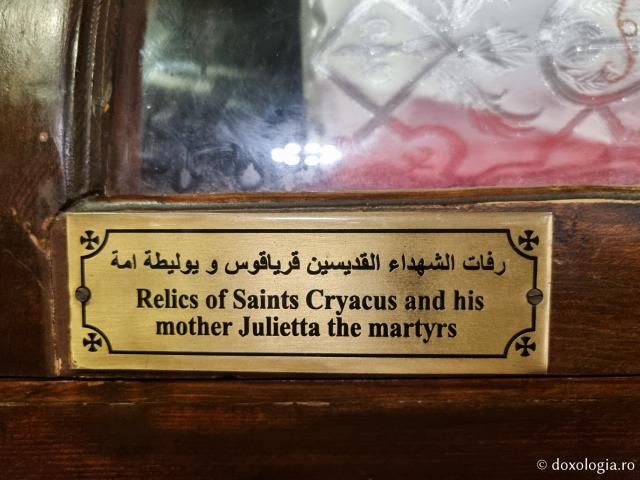 رفات الشهداء القديسين قرياقوس و يوليطة امة
Relics of Saints Cryacus and his
mother Julietta the martyrs
© doxologia.ro